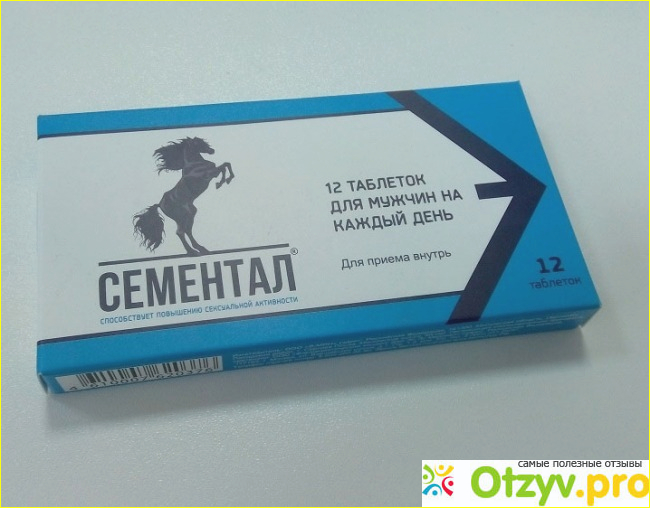 12 ТАБЛЕТОК
ДЛЯ МУЖЧИН НА
КАЖДЫЙ ДЕНЬ
Для приема внутрь
СЕМЕНТАЛ®
СПОСОБСТВУЕТ ПОВЫШЕНИЮ СЕКСУАЛЬНОЙ АКТИВНОСТИ
12
таблеток
самые полезные отзывы
Otzyv.pro